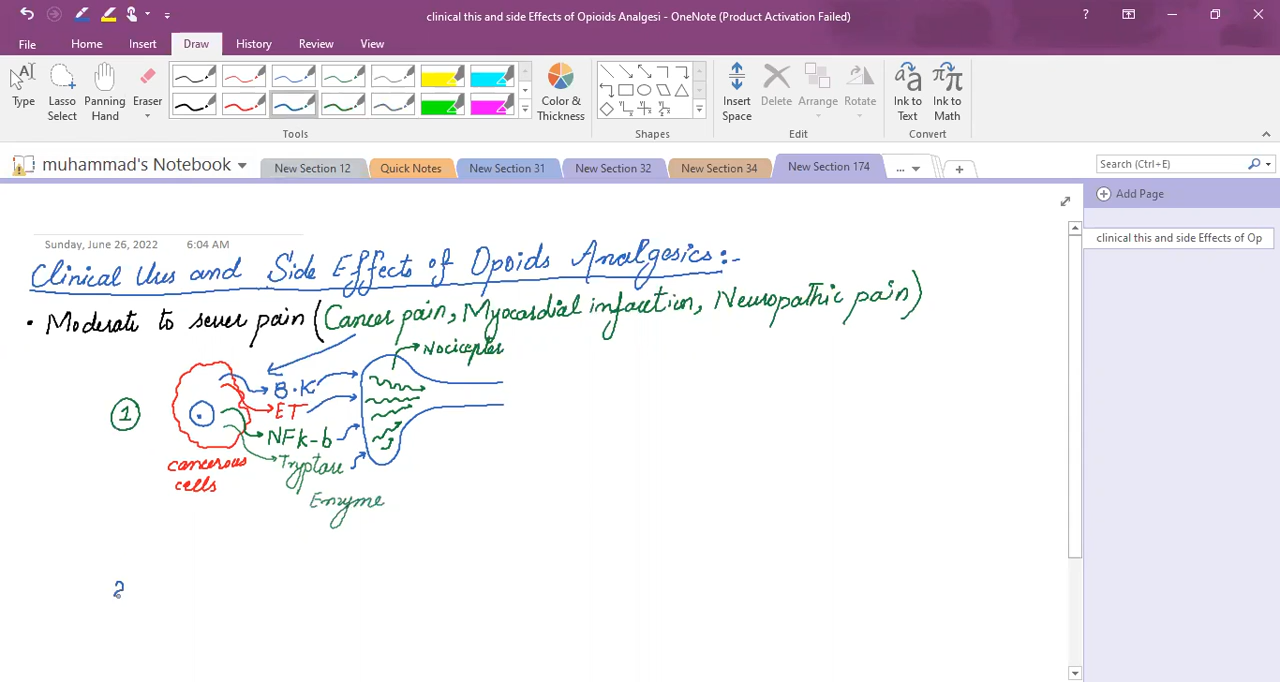 clinical this and side Effects of Opioids Analgesi - OneNote (Product Activation Failed)
File Home Insert Draw History Review View
Type Lasso Select Panning Hand Eraser Color & Thickness Insert Space Delete Arrange Rotate Ink to Text Ink to Math
Tools Shapes Edit Convert
muhammad's Notebook New Section 12 Quick Notes New Section 31 New Section 32 New Section 34 New Section 174 ... Search (Ctrl+E)
Add Page
clinical this and side Effects of Op
Sunday, June 26, 2022 6:04 AM
Clinical Uses and Side Effects of Opoids Analgesics:-
• Moderate to sever pain (Cancer pain, Myocardial infarction, Neuropathic pain)
Nocicepter
B.K
1 ET
NFk-b
cancerous Tryptase
cells
Enzyme
2